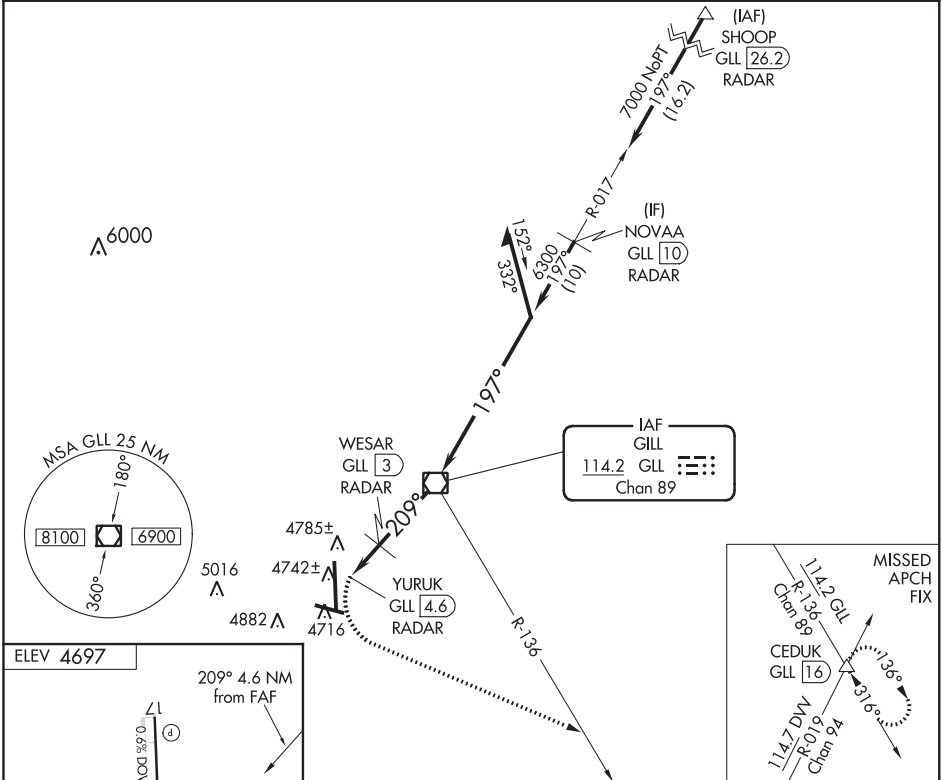 (IAF)
SHOOP
GLL 26.2
RADAR
7000 NoPT
197°
(16.2)
R-017
(IF)
NOVAA
GLL 10
RADAR
152°
332°
6300
197°
(10)
6000
197°
MSA GLL 25 NM
180°
8100
6900
360°
WESAR
GLL 3
RADAR
IAF
GILL
114.2 GLL
Chan 89
209°
4785±
4742±
5016
4882
4716
YURUK
GLL 4.6
RADAR
R-136
MISSED
APCH
FIX
114.2 GLL
R-136
Chan 89
CEDUK
GLL 16
136°
316°
114.7 DVV
R-019
Chan 94
ELEV 4697
209° 4.6 NM
from FAF
17
P
0.6% DOW